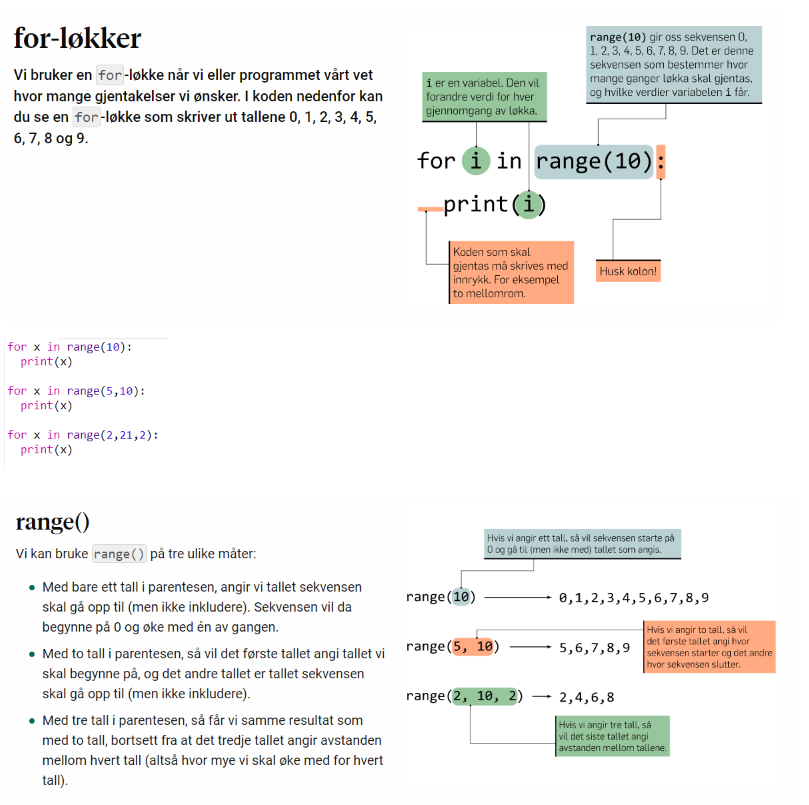 for-løkker
Vi bruker en for-løkke når vi eller programmet vårt vet
hvor mange gjentakelser vi ønsker. I koden nedenfor kan
du se en for-løkke som skriver ut tallene 0, 1, 2, 3, 4, 5,
6, 7, 8 og 9.
range(10) gir oss sekvensen 0,
1, 2, 3, 4, 5, 6, 7, 8, 9. Det er denne
sekvensen som bestemmer hvor
mange ganger løkka skal gjentas,
og hvilke verdier variabelen i får.
i er en variabel. Den vil
forandre verdi for hver
gjennomgang av løkka.
for i in range(10):
print(i)
Koden som skal
gjentas må skrives med
innrykk. For eksempel
to mellomrom.
Husk kolon!
for x in range(10):
  print(x)
for x in range(5,10):
  print(x)
for x in range(2,21,2):
  print(x)
range()
Vi kan bruke range() på tre ulike måter:
• Med bare ett tall i parentesen, angir vi tallet sekvensen
skal gå opp til (men ikke inkludere). Sekvensen vil da
begynne på 0 og øke med én av gangen.
• Med to tall i parentesen, så vil det første tallet angi tallet vi
skal begynne på, og det andre tallet er tallet sekvensen
skal gå opp til (men ikke inkludere).
• Med tre tall i parentesen, så får vi samme resultat som
med to tall, bortsett fra at det tredje tallet angir avstanden
mellom hvert tall (altså hvor mye vi skal øke med for hvert
tall).
Hvis vi angir ett tall, så vil sekvensen starte på
0 og gå til (men ikke med) tallet som angis.
range(10) → 0,1,2,3,4,5,6,7,8,9
Hvis vi angir to tall, så vil
det første tallet angi hvor
sekvensen starter og det andre
hvor sekvensen slutter.
range(5, 10) → 5,6,7,8,9
range(2, 10, 2) → 2,4,6,8
Hvis vi angir tre tall, så
vil det siste tallet angi
avstanden mellom tallene.